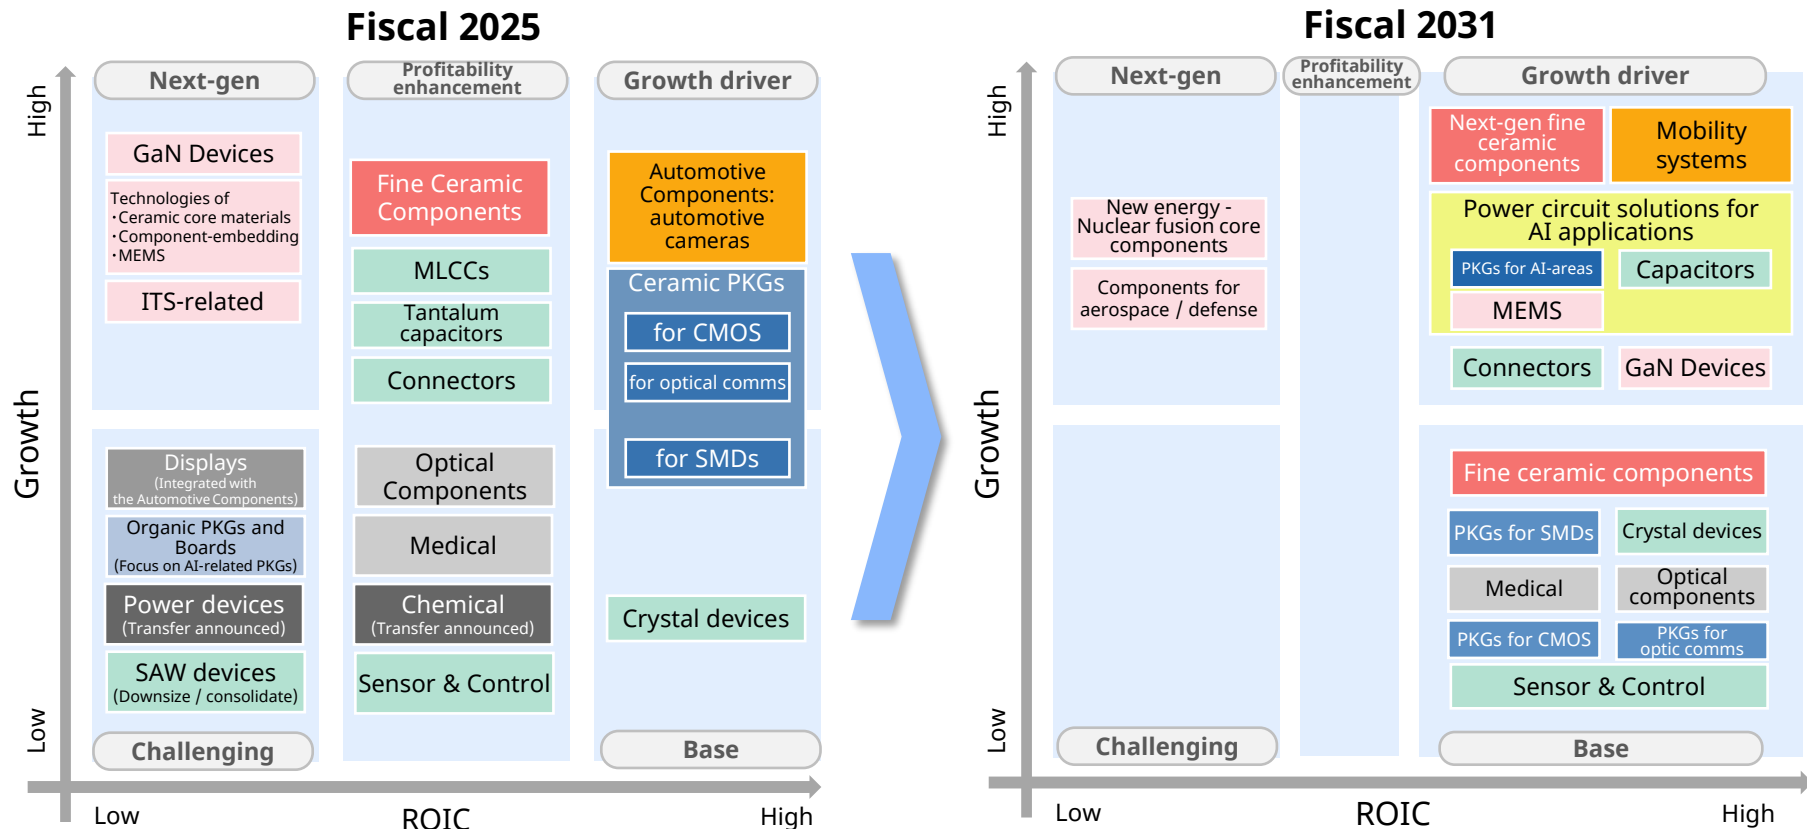 Fiscal 2025
High
Growth
Low
Next-gen
GaN Devices
Technologies of
・Ceramic core materials
・Component-embedding
・MEMS
ITS-related
Displays
(Integrated with
the Automotive Components)
Organic PKGs and
Boards
(Focus on AI-related PKGs)
Power devices
(Transfer announced)
SAW devices
(Downsize / consolidate)
Challenging
Profitability
enhancement
Fine Ceramic
Components
MLCCs
Tantalum
capacitors
Connectors
Optical
Components
Medical
Chemical
(Transfer announced)
Sensor & Control
Growth driver
Automotive
Components:
automotive
cameras
Ceramic PKGs
for CMOS
for optical comms
for SMDs
Crystal devices
Base
Low
ROIC
High
Fiscal 2031
High
Growth
Low
Next-gen
New energy -
Nuclear fusion core
components
Components for
aerospace / defense
Challenging
Profitability
enhancement
Growth driver
Next-gen fine
ceramic
components
Mobility
systems
Power circuit solutions for
AI applications
PKGs for AI-areas
Capacitors
MEMS
Connectors
GaN Devices
Fine ceramic components
PKGs for SMDs
Crystal devices
Medical
Optical
components
PKGs for CMOS
PKGs for
optic comms
Sensor & Control
Base
Low
ROIC
High